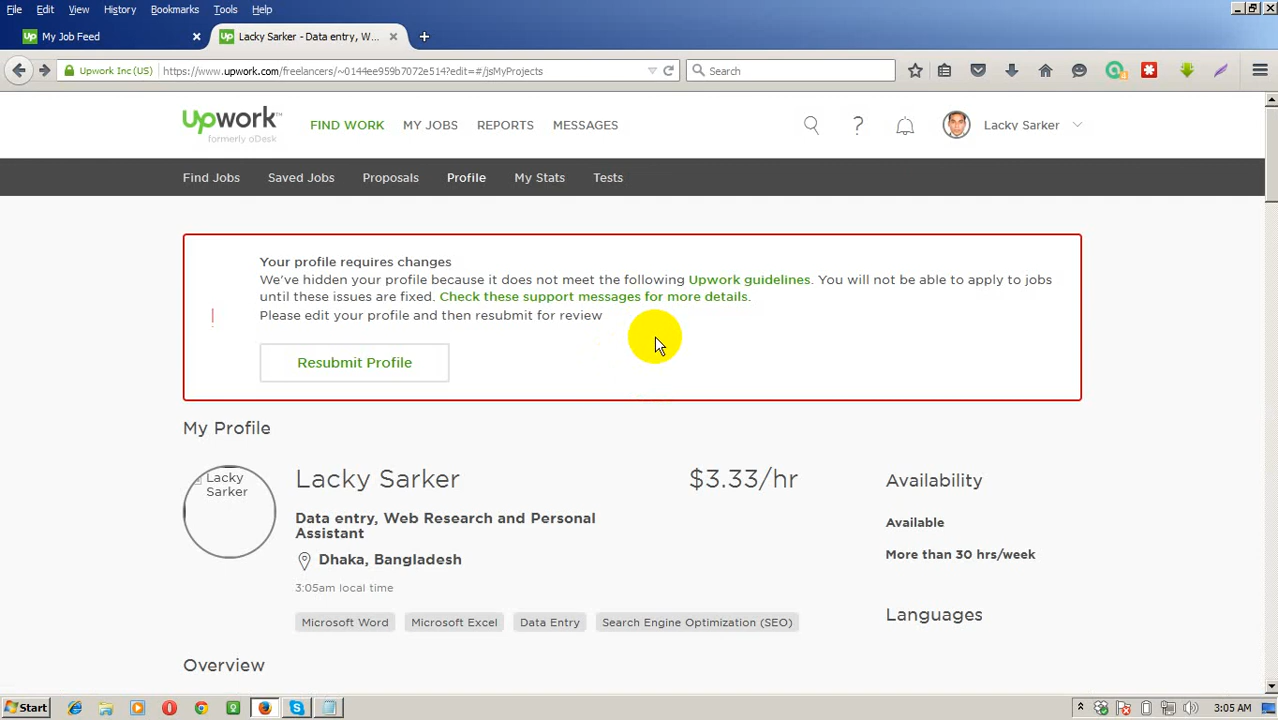 File Edit View History Bookmarks Tools Help
Up My Job Feed × Up Lacky Sarker - Data entry, W... × +
Upwork Inc (US) https://www.upwork.com/freelancers/~0144ee959b7072e514?edit=#/jsMyProjects Search
Upwork™ FIND WORK MY JOBS REPORTS MESSAGES ? Lacky Sarker
formerly oDesk
Find Jobs Saved Jobs Proposals Profile My Stats Tests
Your profile requires changes
We've hidden your profile because it does not meet the following Upwork guidelines. You will not be able to apply to jobs
until these issues are fixed. Check these support messages for more details.
! Please edit your profile and then resubmit for review
Resubmit Profile
My Profile
Lacky Sarker
Lacky Sarker $3.33/hr
Availability
Data entry, Web Research and Personal
Assistant
Available
Dhaka, Bangladesh
More than 30 hrs/week
3:05am local time
Microsoft Word Microsoft Excel Data Entry Search Engine Optimization (SEO)
Languages
Overview
Start 3:05 AM